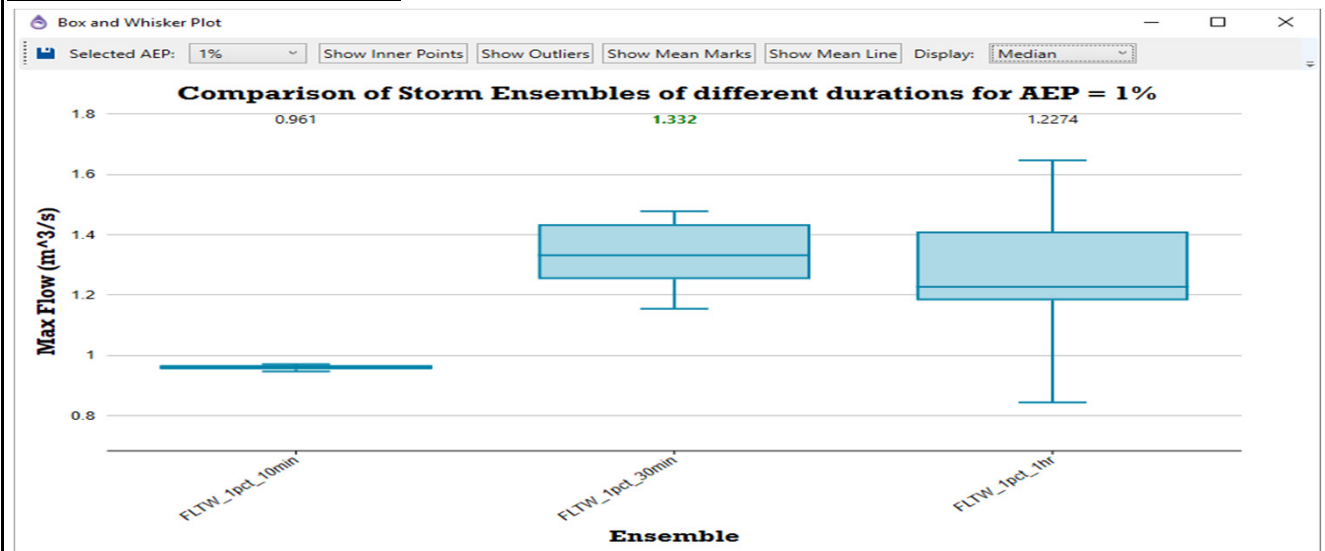 Box and Whisker Plot
Selected AEP: 1% Show Inner Points Show Outliers Show Mean Marks Show Mean Line Display: Median
Comparison of Storm Ensembles of different durations for AEP = 1%
0.961 1.332 1.2274
1.8
1.6
1.4
1.2
1
0.8
Max Flow (m^3/s)
FLTW_1pct_10min FLTW_1pct_30min FLTW_1pct_1hr
Ensemble